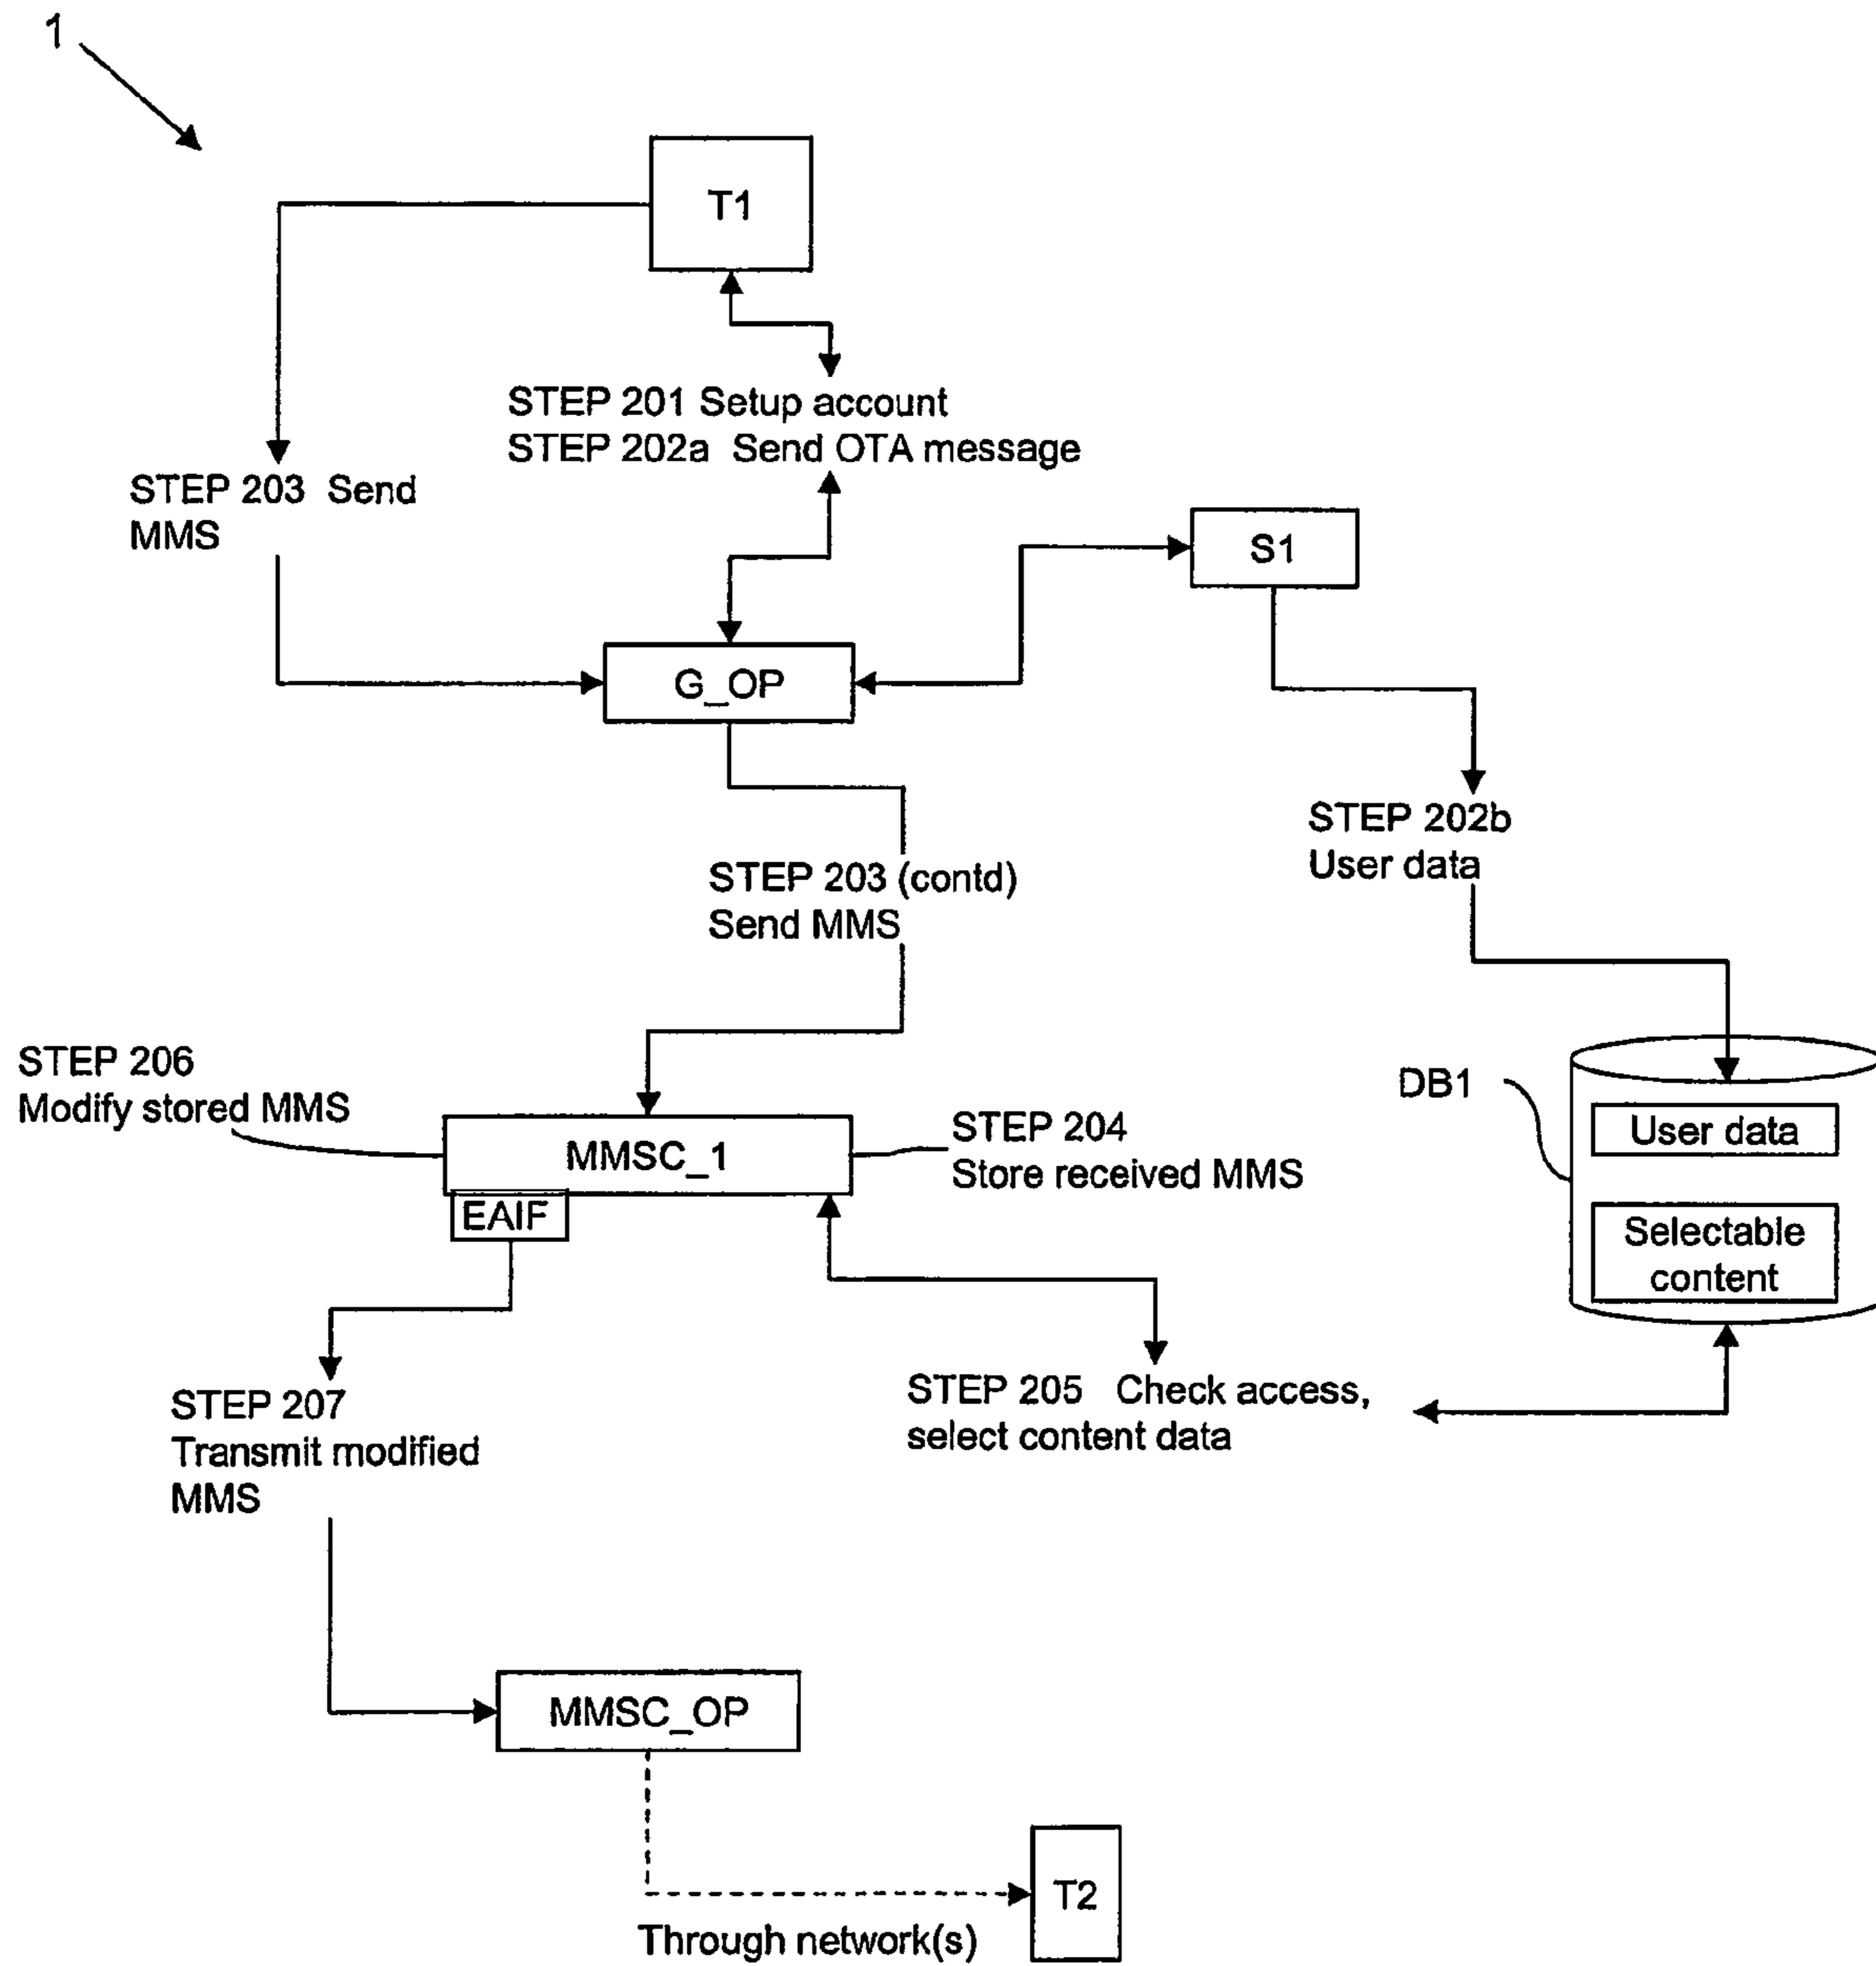 1
T1
STEP 201 Setup account
STEP 202a  Send OTA message
STEP 203  Send
MMS
S1
G_OP
STEP 202b
User data
STEP 203 (contd)
Send MMS
STEP 206
Modify stored MMS
DB1
User data
MMSC_1
STEP 204
Store received MMS
EAIF
Selectable
content
STEP 207
Transmit modified
MMS
STEP 205   Check access,
select content data
MMSC_OP
T2
Through network(s)